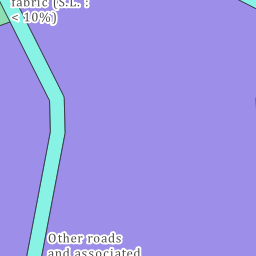 fabric (S.L. :
< 10%)
Other roads
and associated